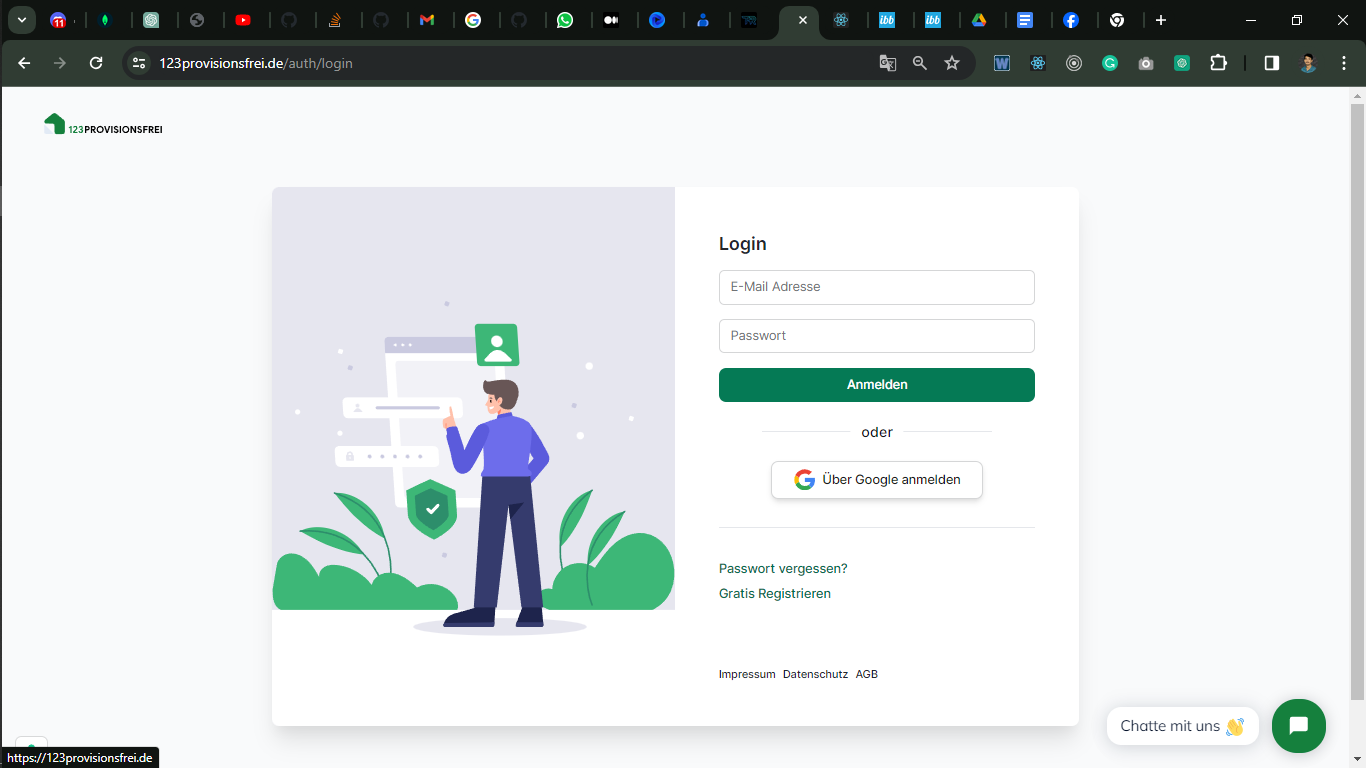 123provisionsfrei.de/auth/login
123PROVISIONSFREI
Login
E-Mail Adresse
Passwort
Anmelden
oder
Über Google anmelden
Passwort vergessen?
Gratis Registrieren
Impressum Datenschutz AGB
Chatte mit uns 👋
https://123provisionsfrei.de